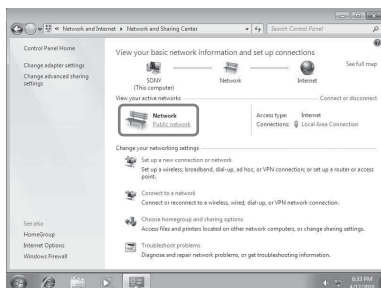 Network and Internet ▸ Network and Sharing Center
Search Control Panel
Control Panel Home
Change adapter settings
Change advanced sharing
settings
View your basic network information and set up connections
See full map
SONY
(This computer)
Network
Internet
View your active networks
Connect or disconnect
Network
Public network
Access type: Internet
Connections: Local Area Connection
Change your networking settings
Set up a new connection or network
Set up a wireless, broadband, dial-up, ad hoc, or VPN connection; or set up a router or access
point.
Connect to a network
Connect or reconnect to a wireless, wired, dial-up, or VPN network connection.
Choose homegroup and sharing options
Access files and printers located on other network computers, or change sharing settings.
Troubleshoot problems
Diagnose and repair network problems, or get troubleshooting information.
See also
HomeGroup
Internet Options
Windows Firewall
6:33 PM